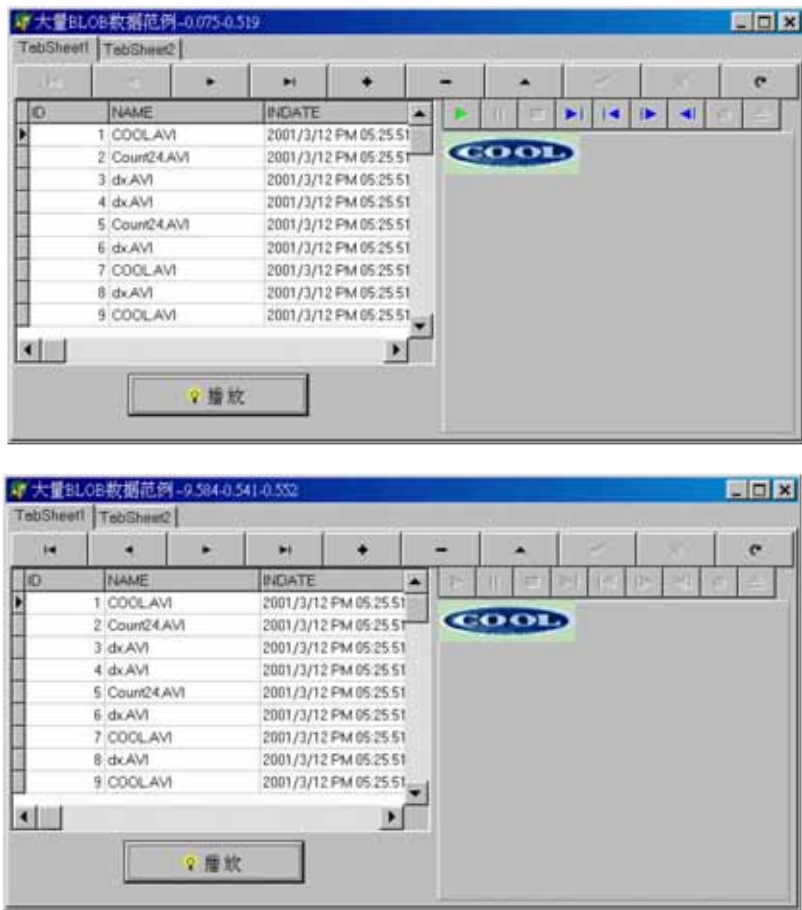 大量BLOB数据范例-0.075-0.519
TabSheet1 TabSheet2
ID NAME INDATE
1 COOL.AVI 2001/3/12 PM 05:25:51
2 Count24.AVI 2001/3/12 PM 05:25:51
3 dx.AVI 2001/3/12 PM 05:25:51
4 dx.AVI 2001/3/12 PM 05:25:51
5 Count24.AVI 2001/3/12 PM 05:25:51
6 dx.AVI 2001/3/12 PM 05:25:51
7 COOL.AVI 2001/3/12 PM 05:25:51
8 dx.AVI 2001/3/12 PM 05:25:51
9 COOL.AVI 2001/3/12 PM 05:25:51
COOL
播放
大量BLOB数据范例-9.584-0.541-0.552
TabSheet1 TabSheet2
ID NAME INDATE
1 COOL.AVI 2001/3/12 PM 05:25:51
2 Count24.AVI 2001/3/12 PM 05:25:51
3 dx.AVI 2001/3/12 PM 05:25:51
4 dx.AVI 2001/3/12 PM 05:25:51
5 Count24.AVI 2001/3/12 PM 05:25:51
6 dx.AVI 2001/3/12 PM 05:25:51
7 COOL.AVI 2001/3/12 PM 05:25:51
8 dx.AVI 2001/3/12 PM 05:25:51
9 COOL.AVI 2001/3/12 PM 05:25:51
COOL
播放